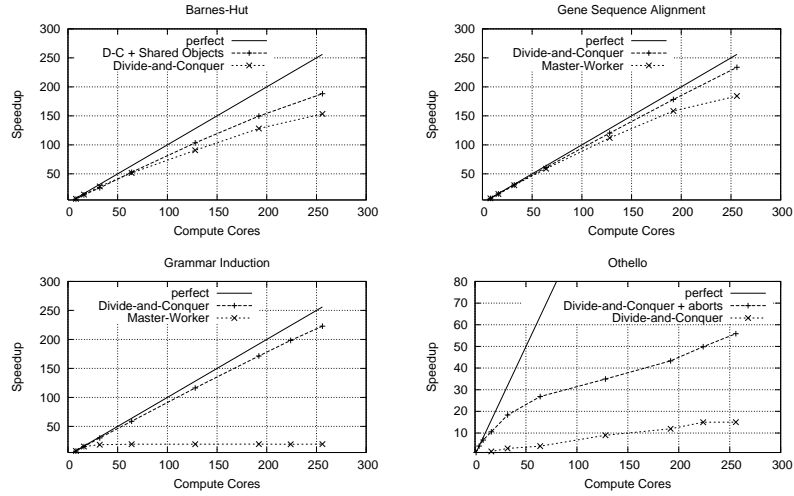 Barnes-Hut
300
250
200
150
100
50
perfect
D-C + Shared Objects
Divide-and-Conquer
Speedup
0 50 100 150 200 250 300
Compute Cores
Gene Sequence Alignment
300
250
200
150
100
50
perfect
Divide-and-Conquer
Master-Worker
Speedup
0 50 100 150 200 250 300
Compute Cores
Grammar Induction
300
250
200
150
100
50
perfect
Divide-and-Conquer
Master-Worker
Speedup
0 50 100 150 200 250 300
Compute Cores
Othello
80
70
60
50
40
30
20
10
perfect
Divide-and-Conquer + aborts
Divide-and-Conquer
Speedup
0 50 100 150 200 250 300
Compute Cores